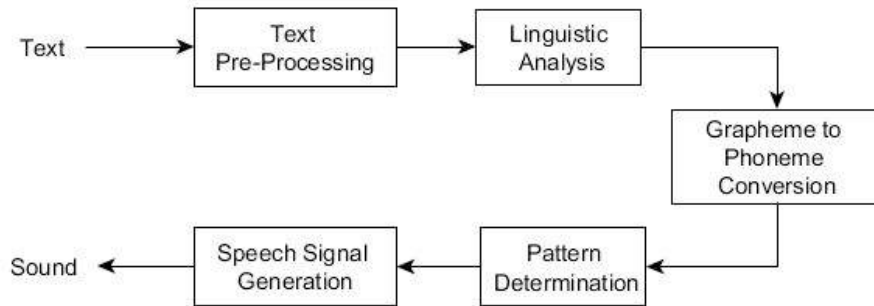 Text
Text
Pre-Processing
Linguistic
Analysis
Grapheme to
Phoneme
Conversion
Pattern
Determination
Speech Signal
Generation
Sound